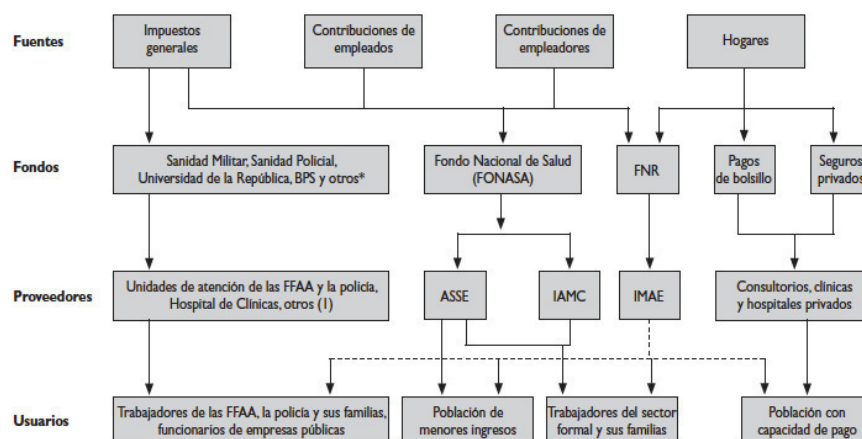 Fuentes
Impuestos
generales
Contribuciones de
empleados
Contribuciones de
empleadores
Hogares
Fondos
Sanidad Militar, Sanidad Policial,
Universidad de la República, BPS y otros*
Fondo Nacional de Salud
(FONASA)
FNR
Pagos
de bolsillo
Seguros
privados
Proveedores
Unidades de atención de las FFAA y la policía,
Hospital de Clínicas, otros (1)
ASSE
IAMC
IMAE
Consultorios, clínicas
y hospitales privados
Usuarios
Trabajadores de las FFAA, la policía y sus familias,
funcionarios de empresas públicas
Población de
menores ingresos
Trabajadores del sector
formal y sus familias
Población con
capacidad de pago